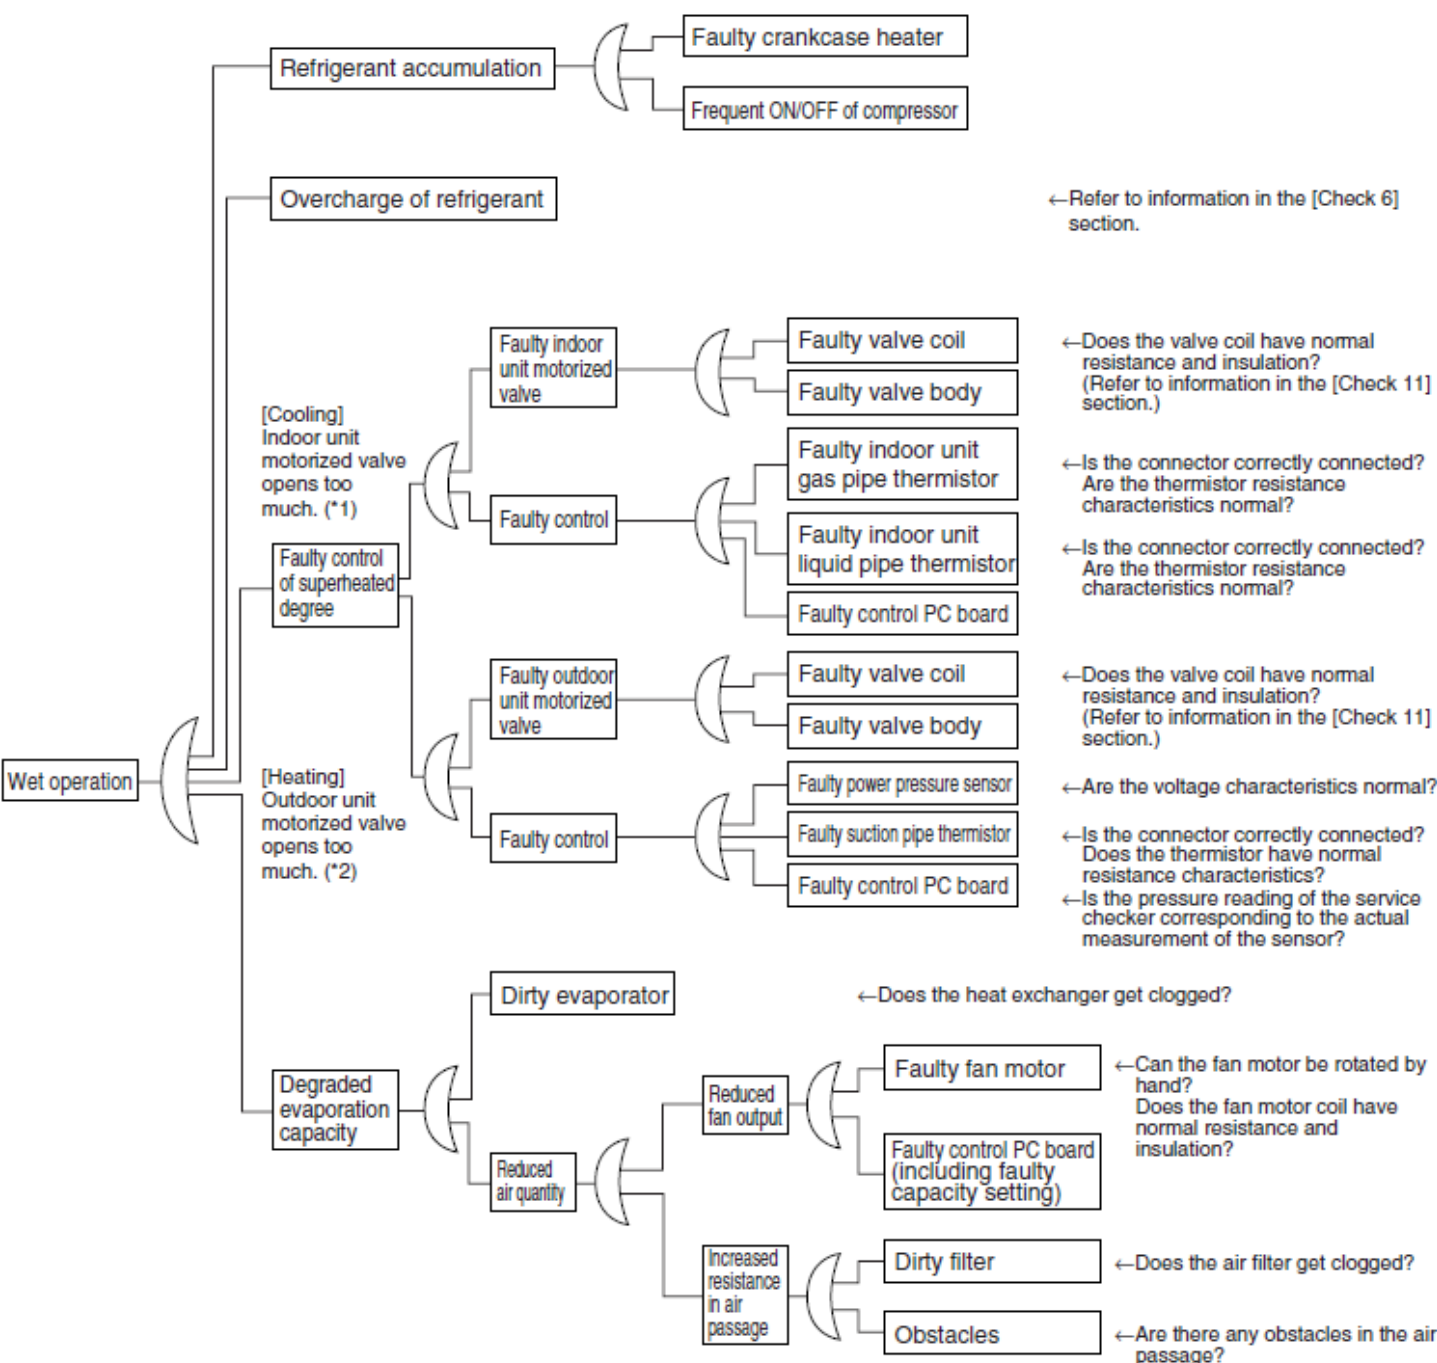 Faulty crankcase heater
Refrigerant accumulation
Frequent ON/OFF of compressor
Overcharge of refrigerant
←Refer to information in the [Check 6]
section.
Faulty indoor
unit motorized
valve
Faulty valve coil
←Does the valve coil have normal
resistance and insulation?
(Refer to information in the [Check 11]
section.)
Faulty valve body
[Cooling]
Indoor unit
motorized valve
opens too
much. (*1)
Faulty indoor unit
gas pipe thermistor
←Is the connector correctly connected?
Are the thermistor resistance
characteristics normal?
Faulty control
Faulty indoor unit
liquid pipe thermistor
←Is the connector correctly connected?
Are the thermistor resistance
characteristics normal?
Faulty control
of superheated
degree
Faulty control PC board
Faulty outdoor
unit motorized
valve
Faulty valve coil
←Does the valve coil have normal
resistance and insulation?
(Refer to information in the [Check 11]
section.)
Faulty valve body
Wet operation
[Heating]
Outdoor unit
motorized valve
opens too
much. (*2)
Faulty power pressure sensor
←Are the voltage characteristics normal?
Faulty control
Faulty suction pipe thermistor
←Is the connector correctly connected?
Does the thermistor have normal
resistance characteristics?
Faulty control PC board
←Is the pressure reading of the service
checker corresponding to the actual
measurement of the sensor?
Dirty evaporator
←Does the heat exchanger get clogged?
Degraded
evaporation
capacity
Reduced
fan output
Faulty fan motor
←Can the fan motor be rotated by
hand?
Does the fan motor coil have
normal resistance and
insulation?
Faulty control PC board
(including faulty
capacity setting)
Reduced
air quantity
Increased
resistance
in air
passage
Dirty filter
←Does the air filter get clogged?
Obstacles
←Are there any obstacles in the air
passage?